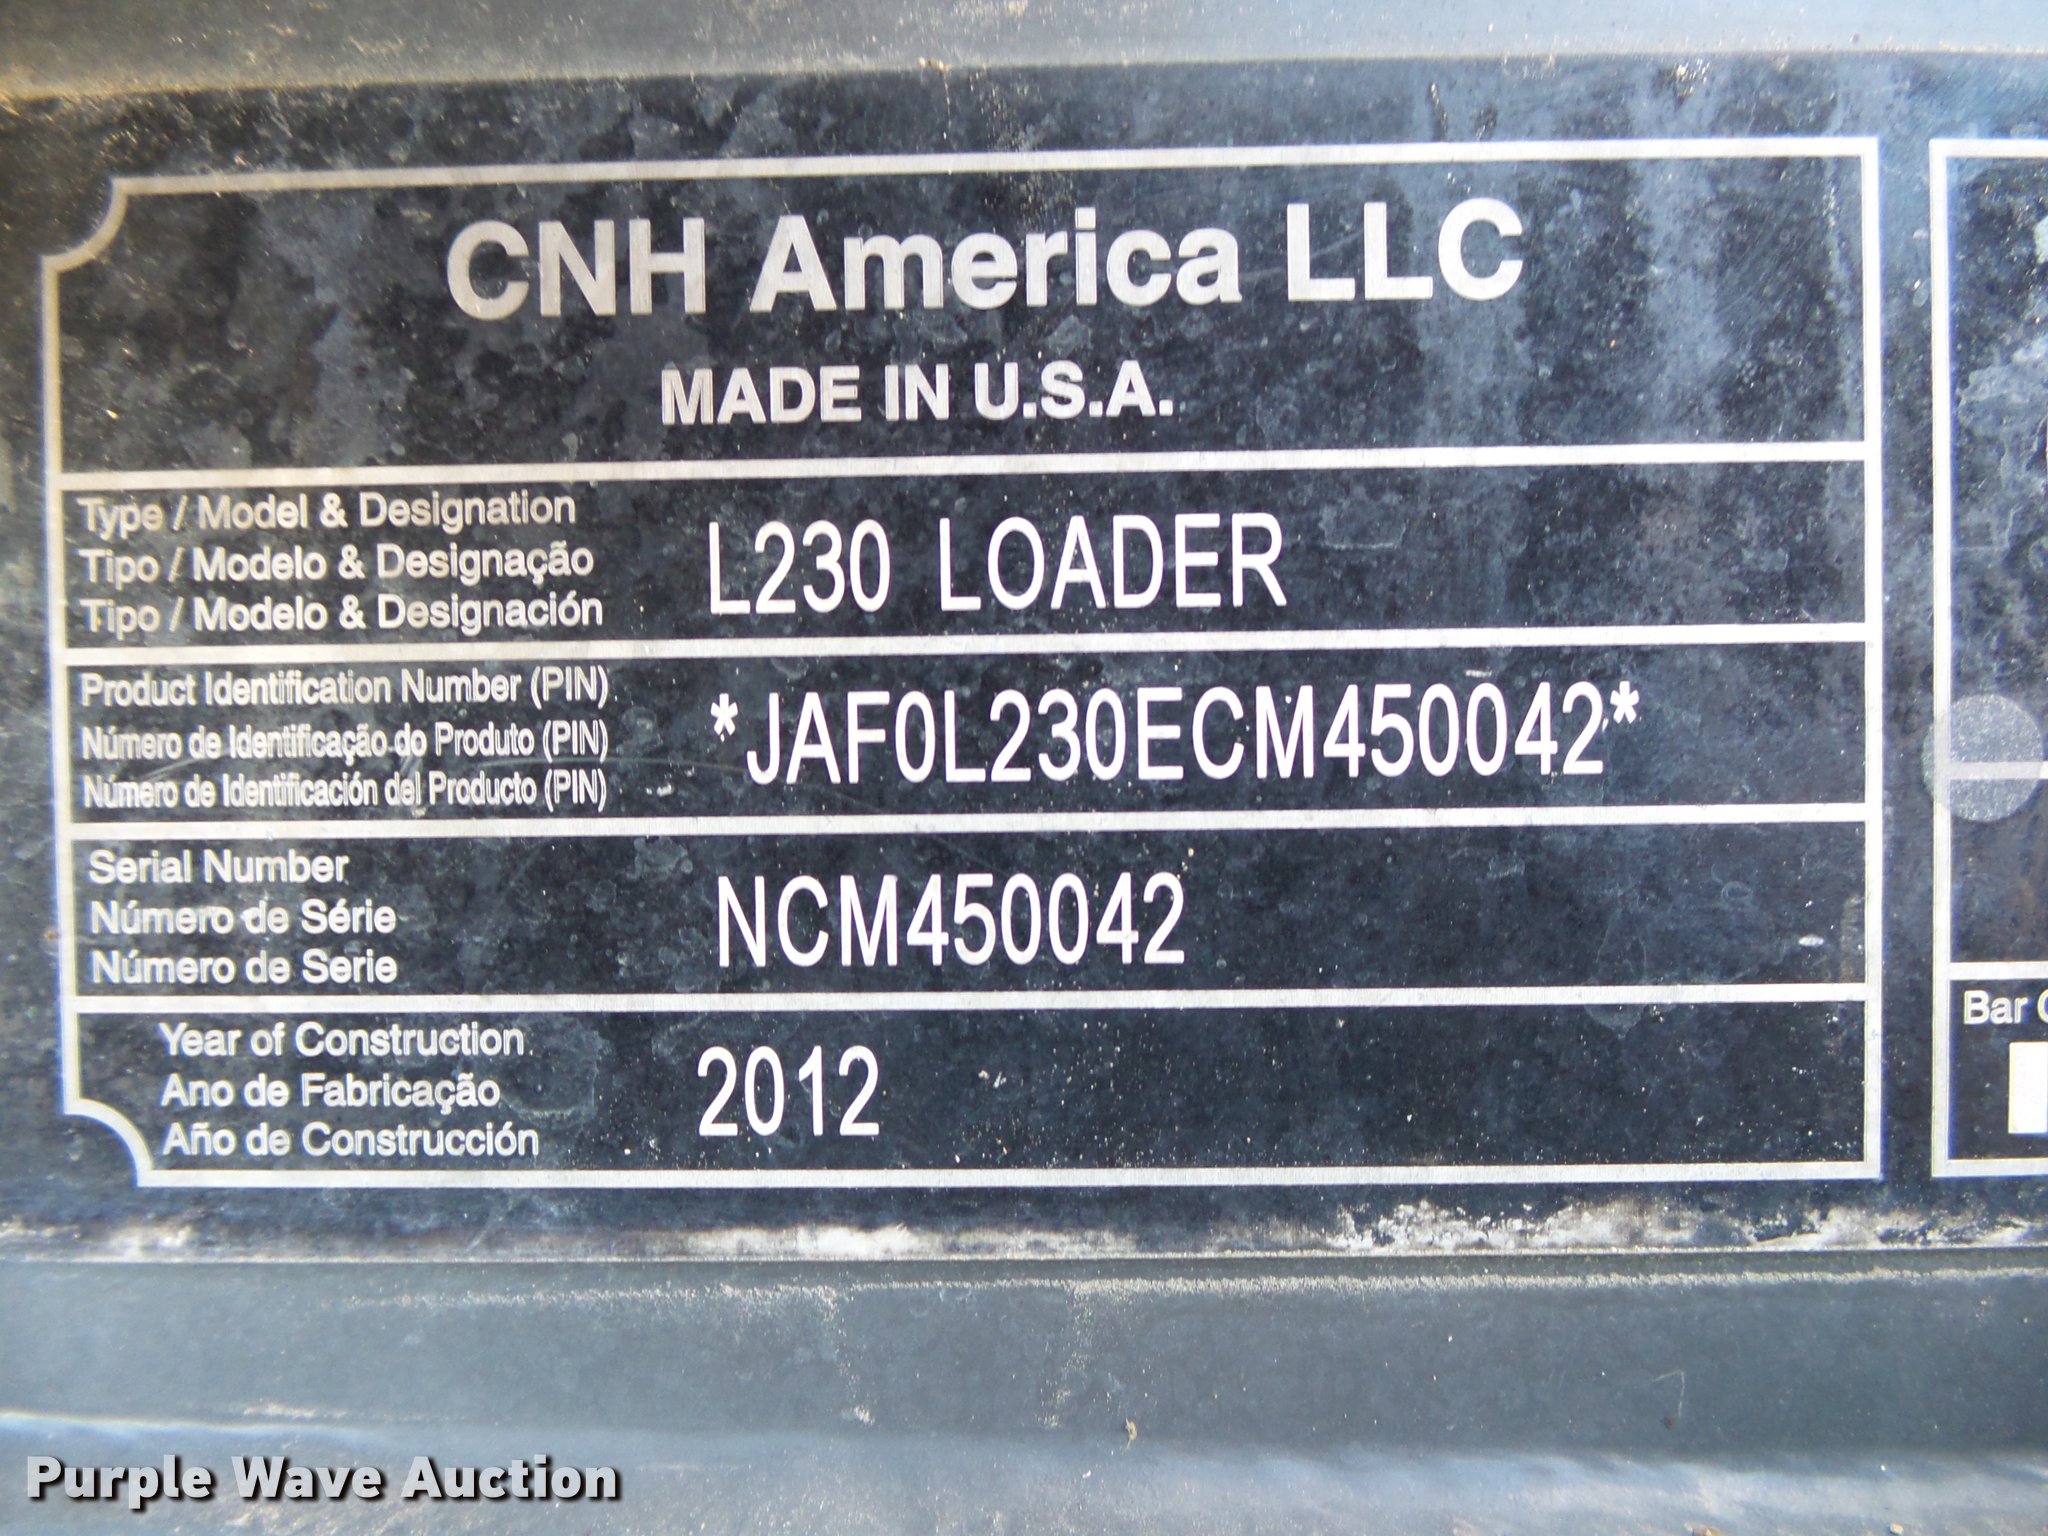 CNH America LLC
MADE IN U.S.A.
Type / Model & Designation
Tipo / Modelo & Designação
Tipo / Modelo & Designación
L230 LOADER
Product Identification Number (PIN)
Número de Identificação do Produto (PIN)
Número de Identificación del Producto (PIN)
*JAF0L230ECM450042*
Serial Number
Número de Série
Número de Serie
NCM450042
Year of Construction
Ano de Fabricação
Año de Construcción
2012
Bar
Purple Wave Auction